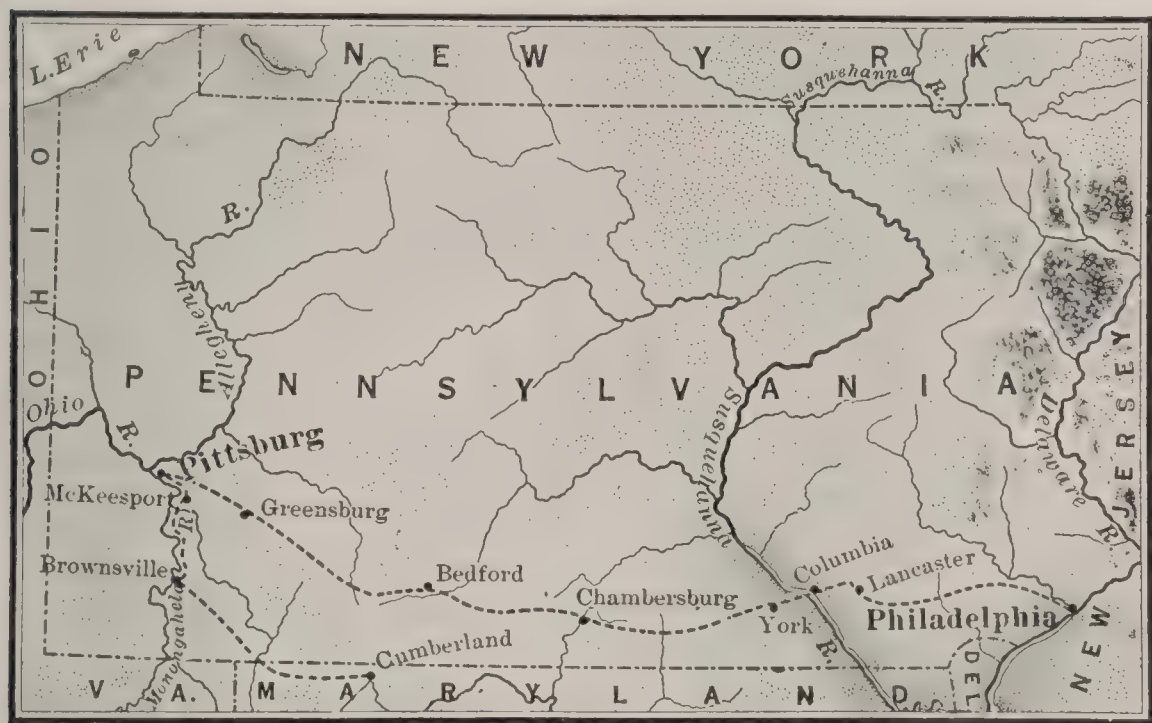 L. Erie
NEW YORK
Susquehanna R.
OHIO
R.
Allegheny
PENNSYLVANIA
Ohio R.
Pittsburg
McKeesport
R.
Greensburg
Susquehanna
Delaware R.
JERSEY
Brownsville
Bedford
Columbia
Lancaster
Chambersburg
York
Philadelphia
Monongahela
Cumberland
R.
DEL
NEW
VA.
MARYLAND